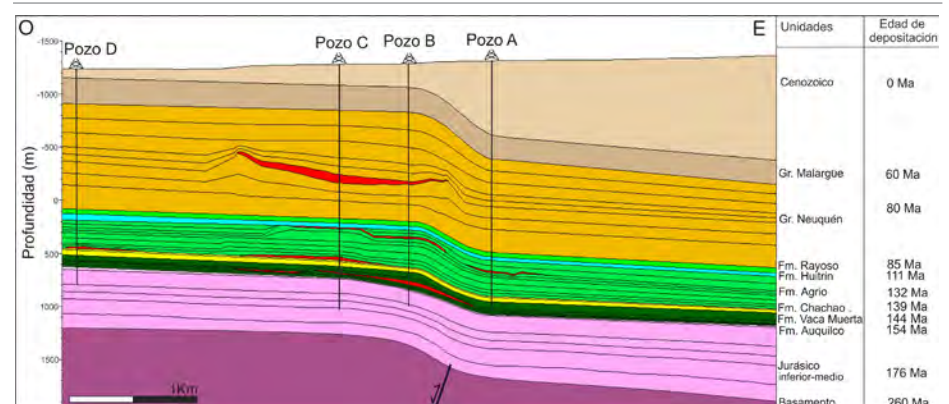 O
E
Unidades
Edad de
depositación
Pozo D
Pozo C
Pozo B
Pozo A
Profundidad (m)
-1500
-1000
-500
0
500
1000
1500
1Km
Cenozoico
0 Ma
Gr. Malargüe
60 Ma
Gr. Neuquén
80 Ma
Fm. Rayoso
85 Ma
Fm. Huitrin
111 Ma
Fm. Agrio
132 Ma
Fm. Chachao .
139 Ma
Fm. Vaca Muerta
144 Ma
Fm. Auquilco
154 Ma
Jurásico
inferior-medio
176 Ma
Basamento
260 Ma